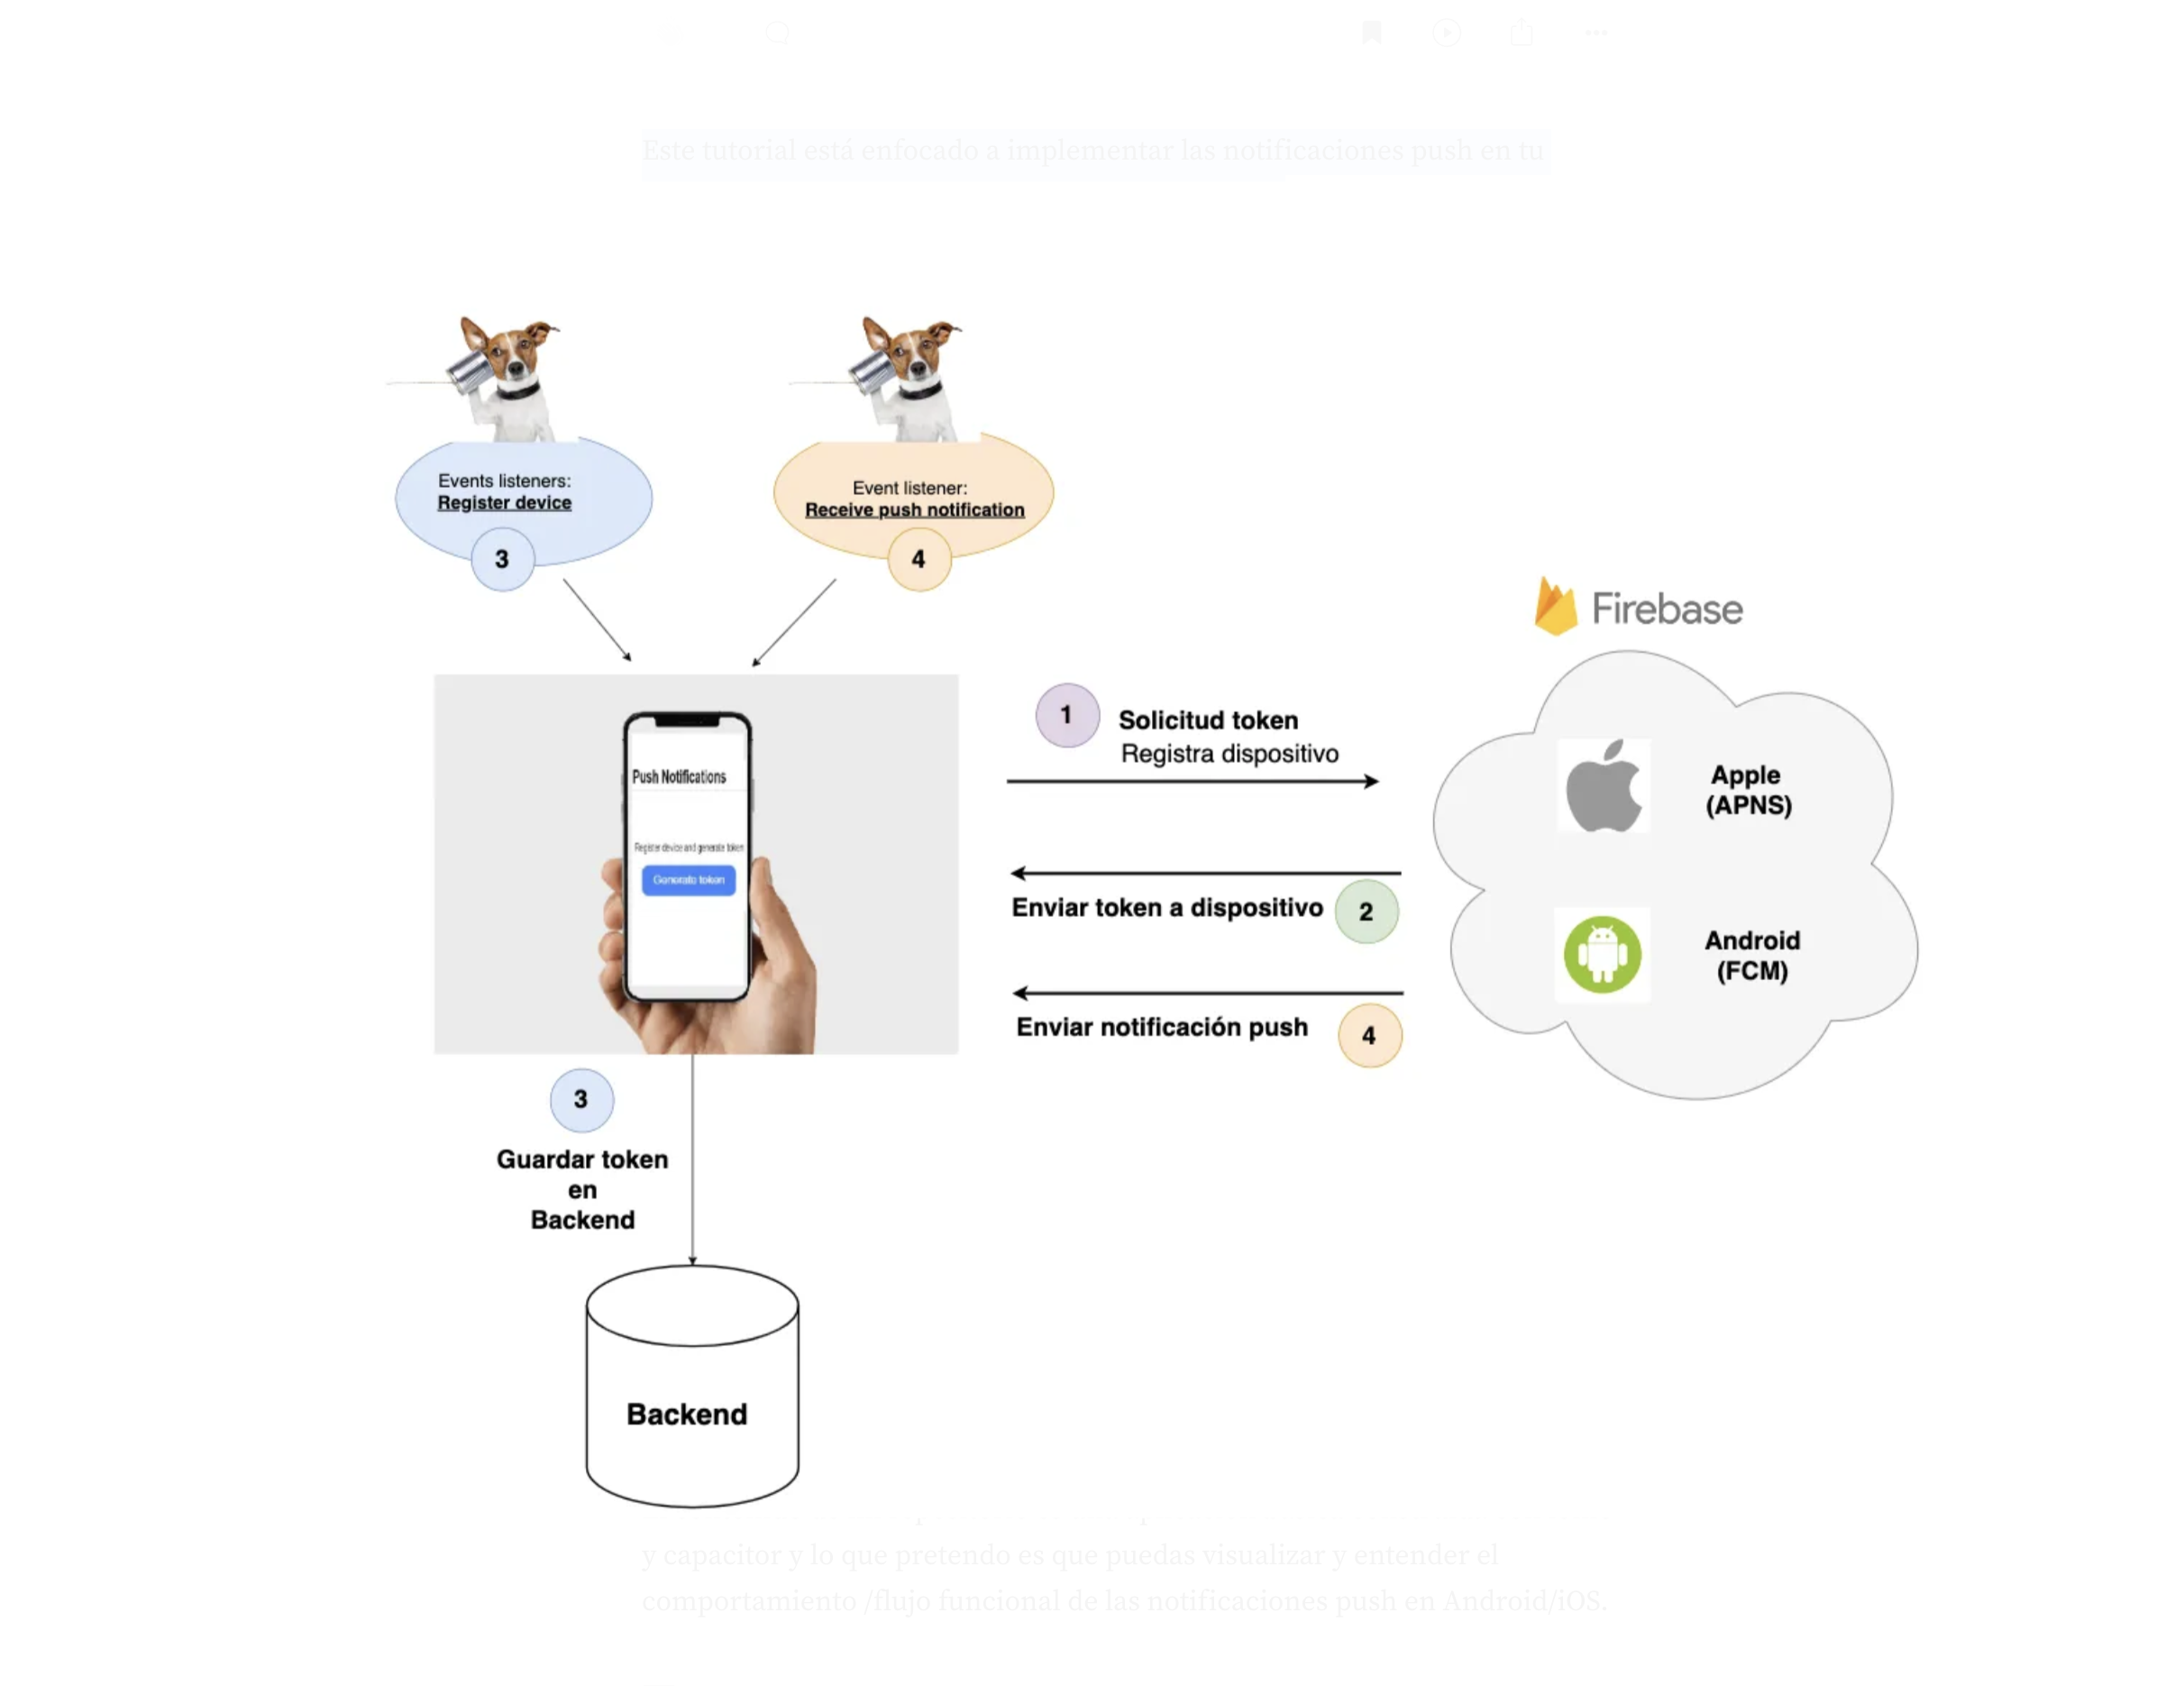 Este tutorial está enfocado a implementar las notificaciones push en tu
Events listeners:
Register device
3
Event listener:
Receive push notification
4
Firebase
Push Notifications
Register device and generate token
Generate token
1
Solicitud token
Registra dispositivo
Enviar token a dispositivo
2
Enviar notificación push
4
Apple
(APNS)
Android
(FCM)
3
Guardar token
en
Backend
Backend
y capacitor y lo que pretendo es que puedas visualizar y entender el
comportamiento /flujo funcional de las notificaciones push en Android/iOS.